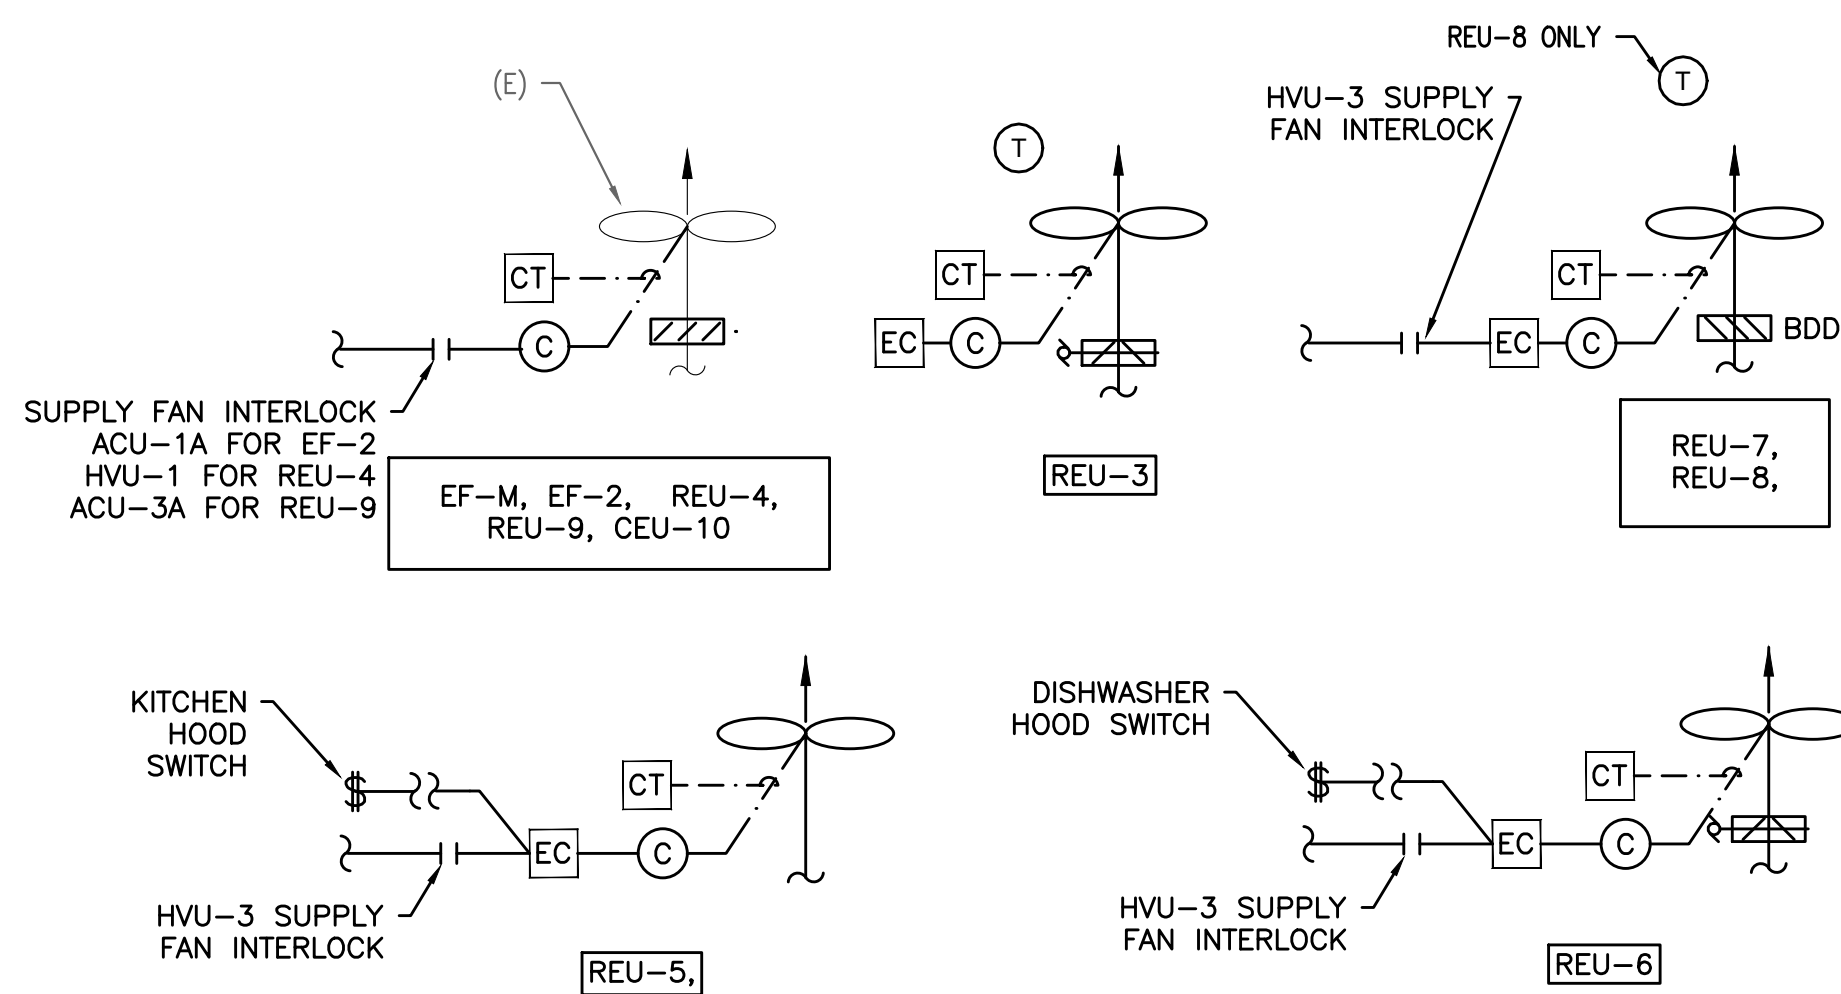 (E)
CT
C
SUPPLY FAN INTERLOCK
ACU-1A FOR EF-2
HVU-1 FOR REU-4
ACU-3A FOR REU-9
EF-M, EF-2, REU-4,
REU-9, CEU-10
T
CT
EC
C
REU-3
REU-8 ONLY
T
HVU-3 SUPPLY
FAN INTERLOCK
CT
EC
C
BDD
REU-7,
REU-8,
KITCHEN
HOOD
SWITCH
$
CT
EC
C
HVU-3 SUPPLY
FAN INTERLOCK
REU-5,
DISHWASHER
HOOD SWITCH
$
CT
EC
C
HVU-3 SUPPLY
FAN INTERLOCK
REU-6